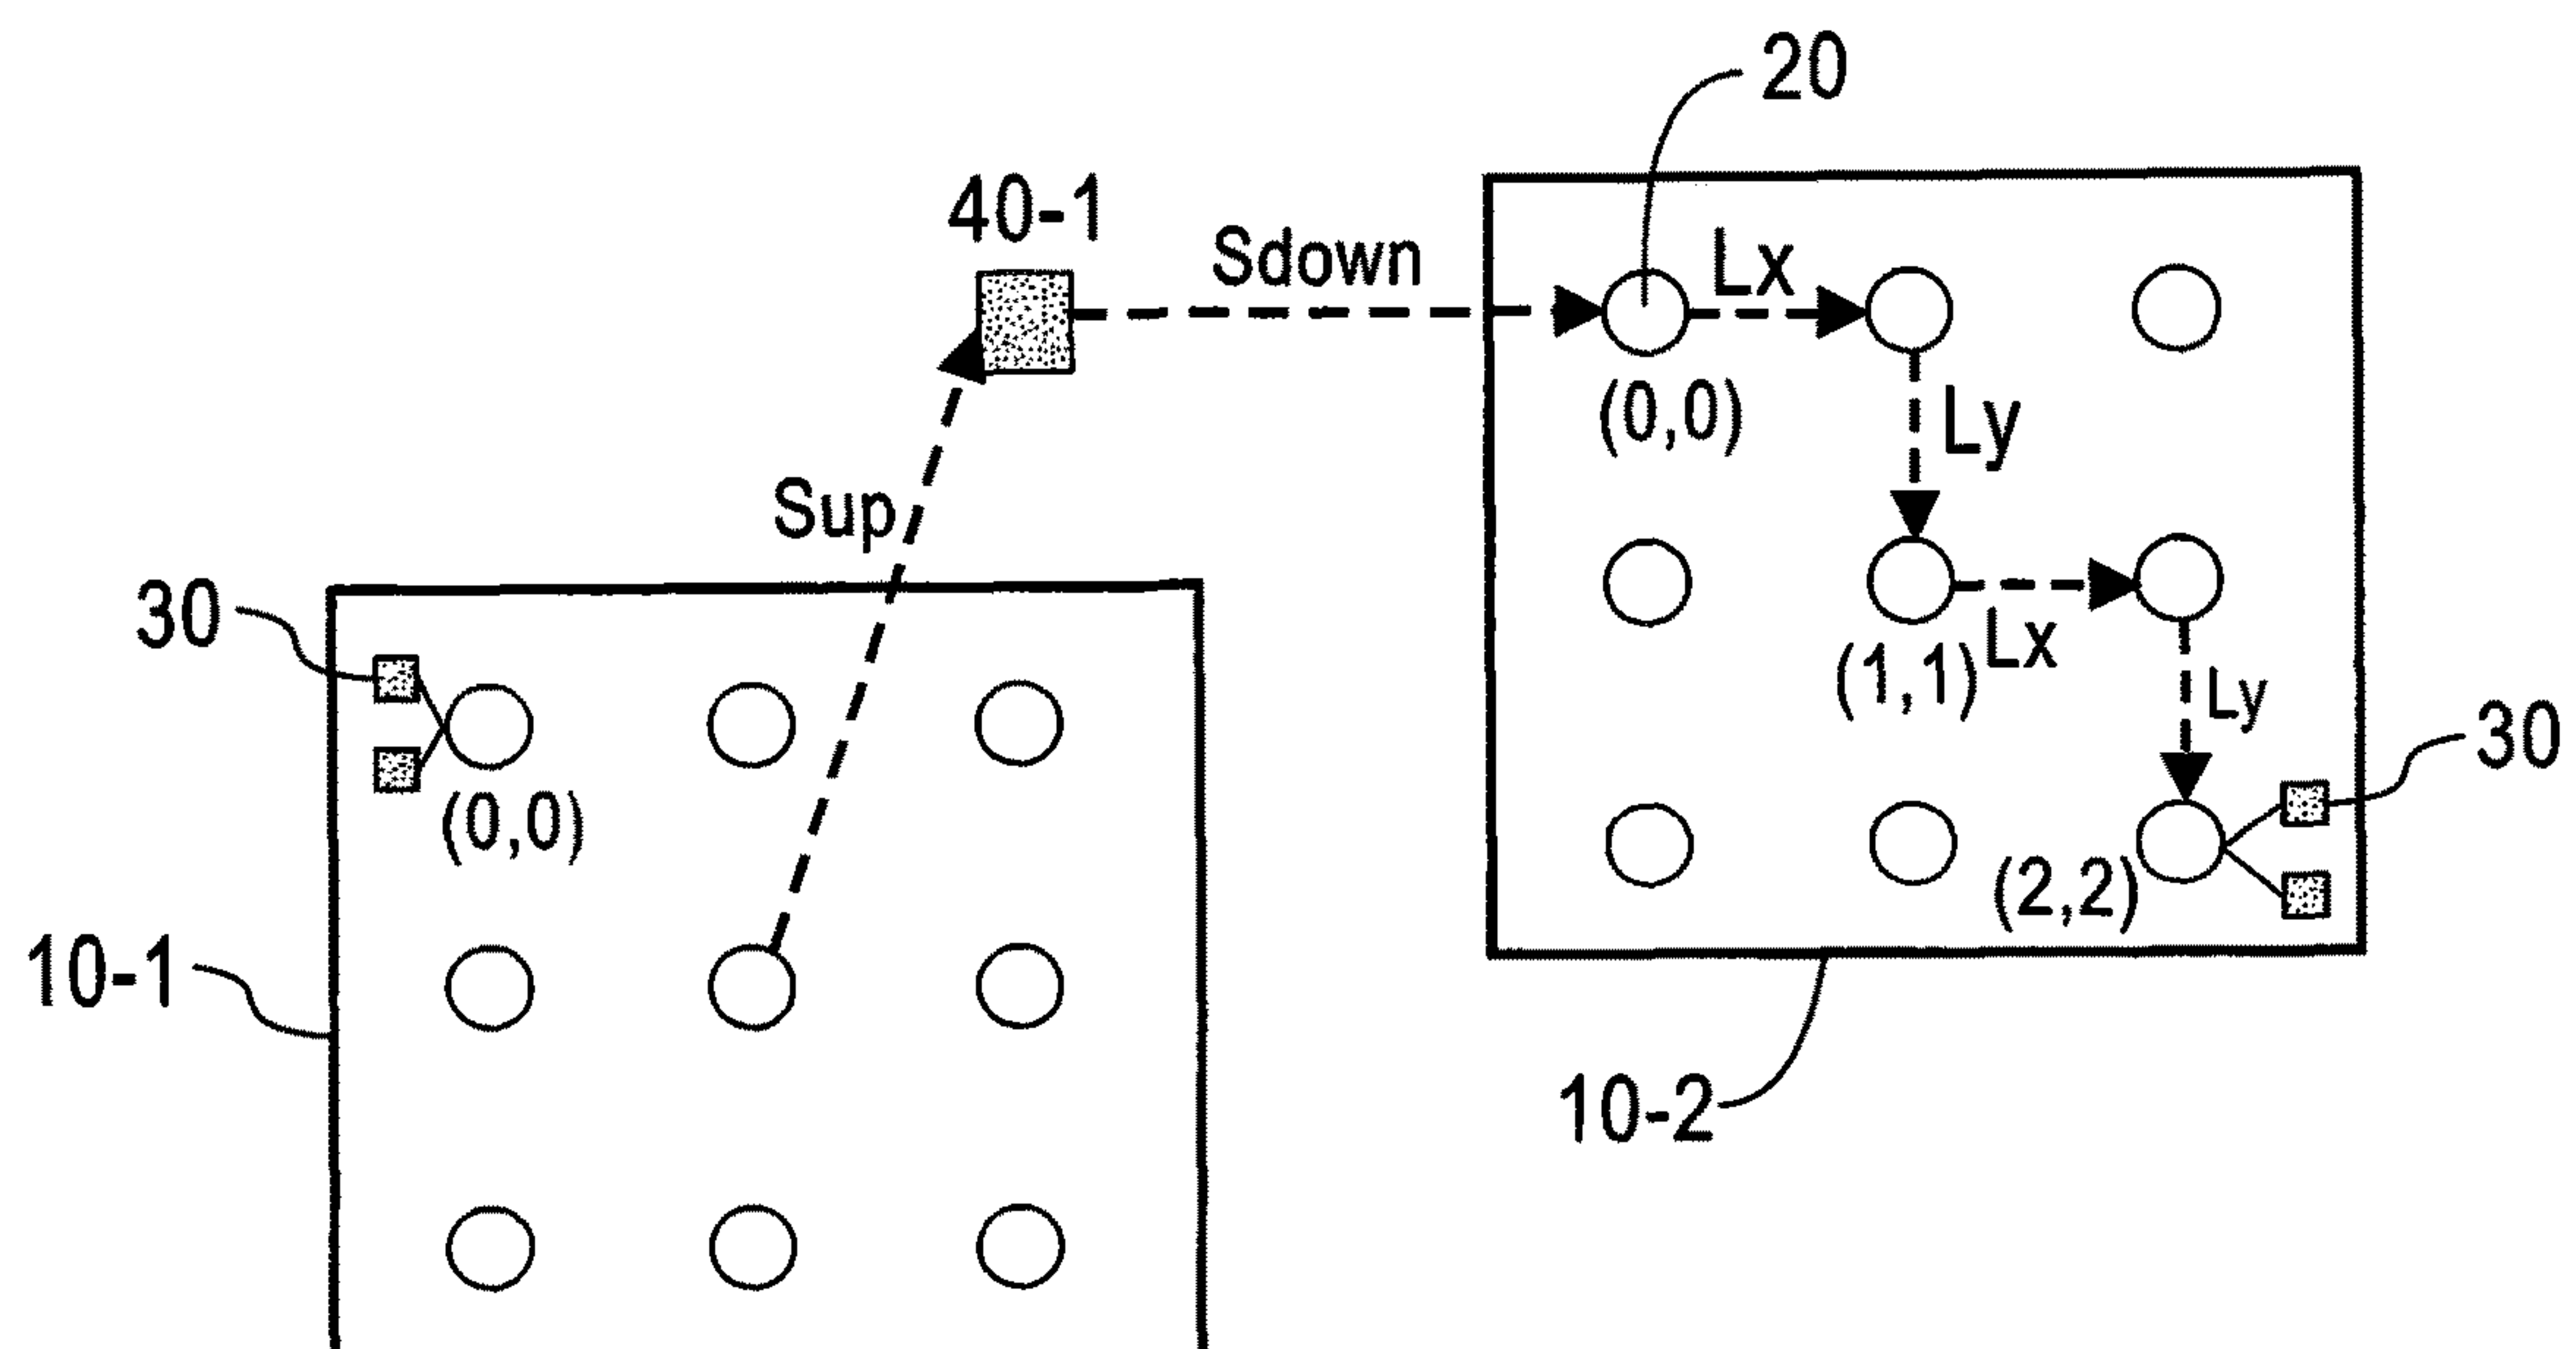 20
40-1
Sdown
Lx
(0,0)
Ly
Sup
30
(1,1)
Lx
Ly
30
(0,0)
(2,2)
10-1
10-2